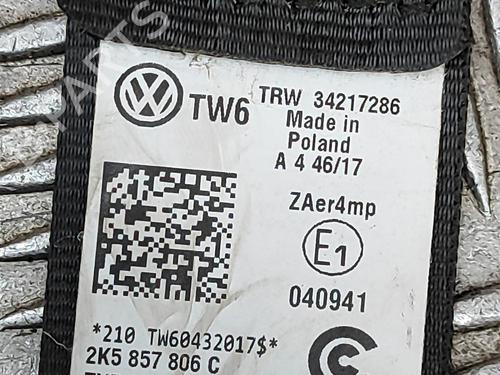 TW6
TRW 34217286
Made in
Poland
A 4 46/17
ZAer4mp
E1
040941
*210 TW60432017$*
2K5 857 806 C